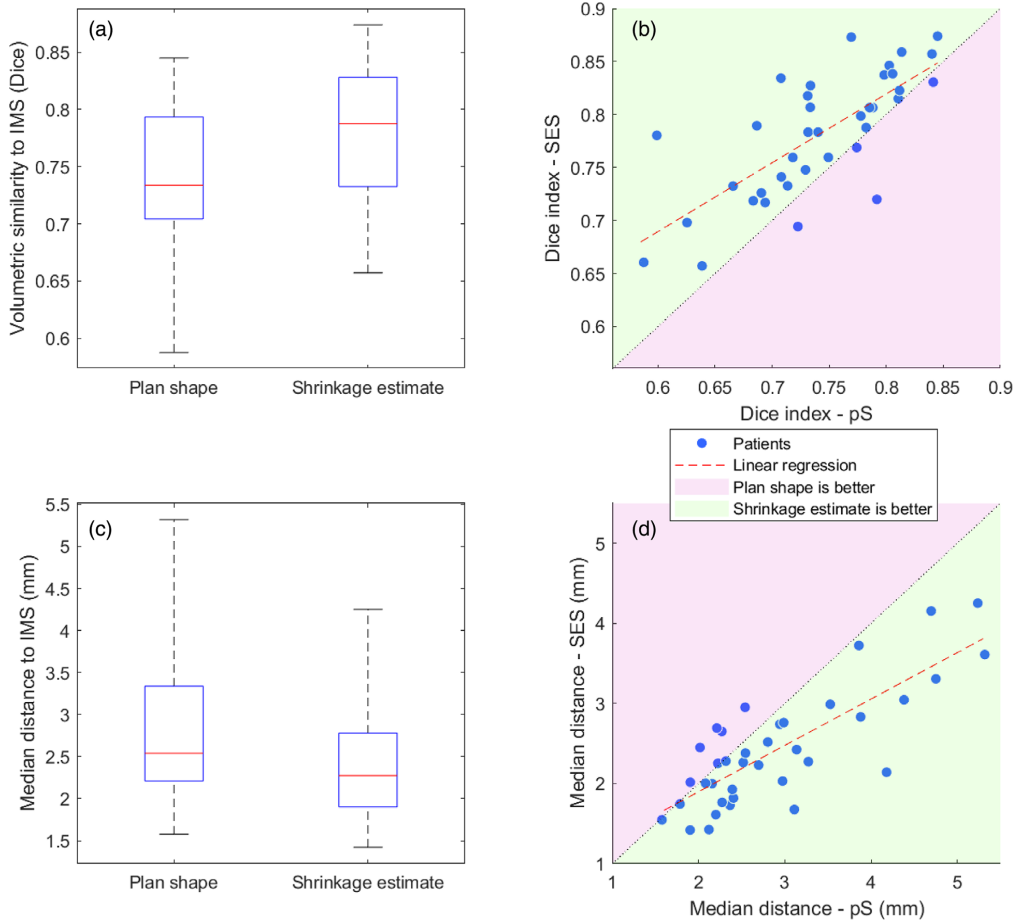 (a)
Volumetric similarity to IMS (Dice)
0.85
0.8
0.75
0.7
0.65
0.6
Plan shape
Shrinkage estimate
(b)
Dice index - SES
0.9
0.85
0.8
0.75
0.7
0.65
0.6
0.6 0.65 0.7 0.75 0.8 0.85 0.9
Dice index - pS
Patients
Linear regression
Plan shape is better
Shrinkage estimate is better
(c)
Median distance to IMS (mm)
5.5
5
4.5
4
3.5
3
2.5
2
1.5
Plan shape
Shrinkage estimate
(d)
Median distance - SES (mm)
5
4
3
2
1
1 2 3 4 5
Median distance - pS (mm)